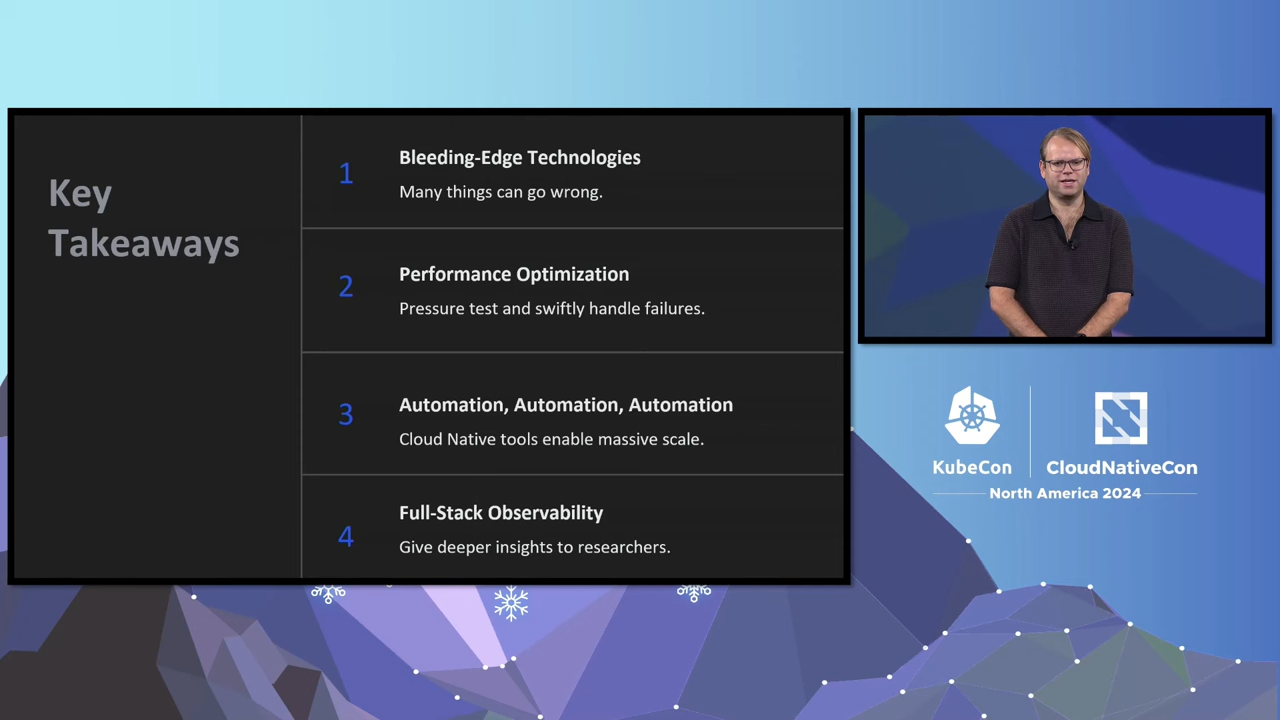 Key
Takeaways
1
Bleeding-Edge Technologies
Many things can go wrong.
2
Performance Optimization
Pressure test and swiftly handle failures.
3
Automation, Automation, Automation
Cloud Native tools enable massive scale.
4
Full-Stack Observability
Give deeper insights to researchers.
KubeCon
CloudNativeCon
North America 2024